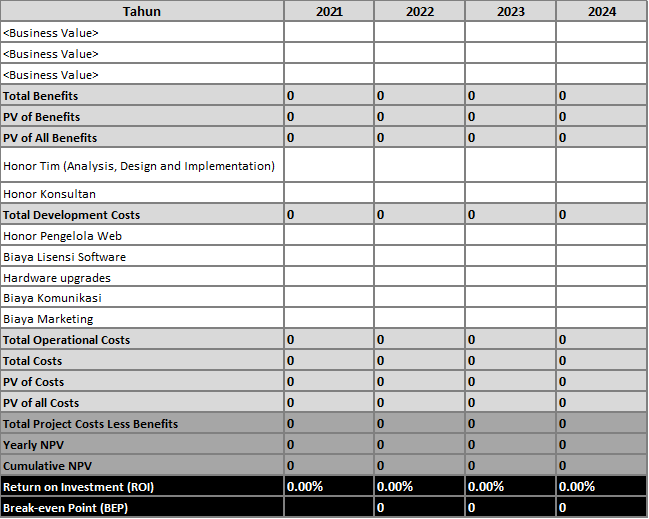 Tahun 2021 2022 2023 2024
<Business Value>
<Business Value>
<Business Value>
Total Benefits 0 0 0 0
PV of Benefits 0 0 0 0
PV of All Benefits 0 0 0 0
Honor Tim (Analysis, Design and Implementation)
Honor Konsultan
Total Development Costs 0 0 0 0
Honor Pengelola Web
Biaya Lisensi Software
Hardware upgrades
Biaya Komunikasi
Biaya Marketing
Total Operational Costs 0 0 0 0
Total Costs 0 0 0 0
PV of Costs 0 0 0 0
PV of all Costs 0 0 0 0
Total Project Costs Less Benefits 0 0 0 0
Yearly NPV 0 0 0 0
Cumulative NPV 0 0 0 0
Return on Investment (ROI) 0.00% 0.00% 0.00% 0.00%
Break-even Point (BEP) 0 0 0